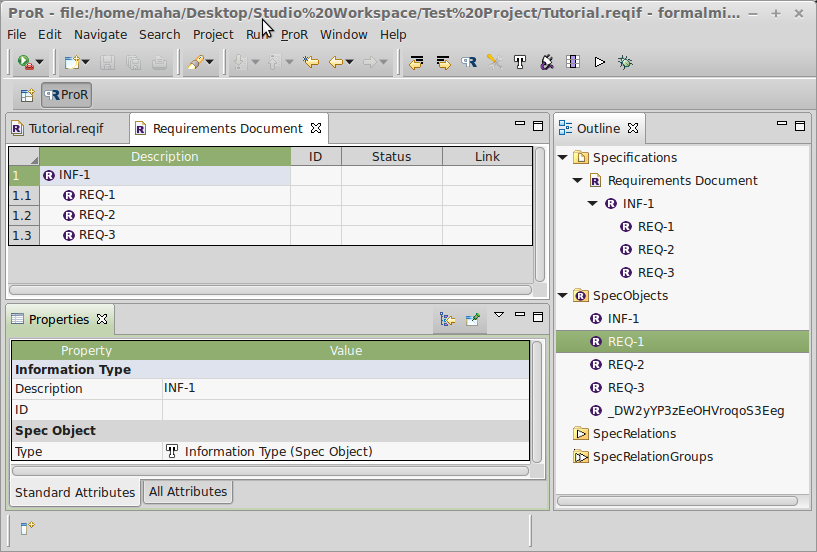 ProR - file:/home/maha/Desktop/Studio%20Workspace/Test%20Project/Tutorial.reqif - formalmi...
File Edit Navigate Search Project Run ProR Window Help
ProR
Tutorial.reqif Requirements Document
Description ID Status Link
1 INF-1
1.1 REQ-1
1.2 REQ-2
1.3 REQ-3
Properties
Property Value
Information Type
Description INF-1
ID
Spec Object
Type Information Type (Spec Object)
Standard Attributes All Attributes
Outline
Specifications
Requirements Document
INF-1
REQ-1
REQ-2
REQ-3
SpecObjects
INF-1
REQ-1
REQ-2
REQ-3
_DW2yYP3zEeOHVroqoS3Eeg
SpecRelations
SpecRelationGroups